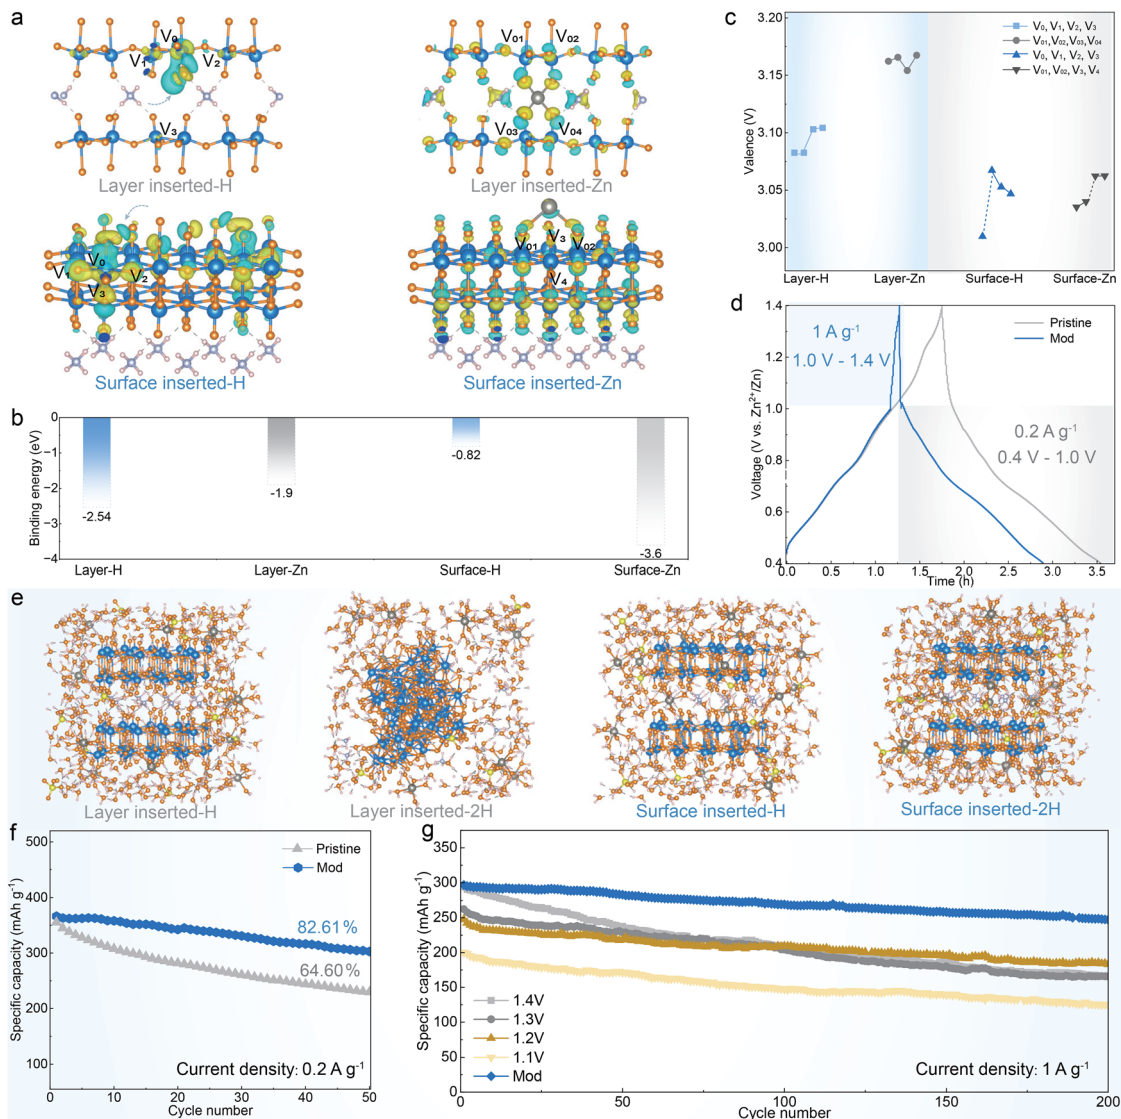 a
V₀
V₁
V₂
V₃
Layer inserted-H
V₀₁
V₀₂
V₀₃
V₀₄
Layer inserted-Zn
V₀
V₁
V₂
V₃
Surface inserted-H
V₀₁
V₃
V₀₂
V₄
Surface inserted-Zn
b
Binding energy (eV)
0
−1
−2
−3
−4
-2.54
-1.9
-0.82
-3.6
Layer-H
Layer-Zn
Surface-H
Surface-Zn
c
Valence (V)
3.20
3.15
3.10
3.05
3.00
V₀, V₁, V₂, V₃
V₀₁,V₀₂,V₀₃,V₀₄
V₀, V₁, V₂, V₃
V₀₁, V₀₂, V₃, V₄
Layer-H
Layer-Zn
Surface-H
Surface-Zn
d
Voltage (V vs. Zn²⁺/Zn)
1.4
1.2
1.0
0.8
0.6
0.4
1 A g⁻¹
1.0 V - 1.4 V
Pristine
Mod
0.2 A g⁻¹
0.4 V - 1.0 V
0.0
0.5
1.0
1.5
2.0
2.5
3.0
3.5
Time (h)
e
Layer inserted-H
Layer inserted-2H
Surface inserted-H
Surface inserted-2H
f
Specific capacity (mAh g⁻¹)
500
400
300
200
100
Pristine
Mod
82.61%
64.60%
Current density: 0.2 A g⁻¹
0
10
20
30
40
50
Cycle number
g
Specific capacity (mAh g⁻¹)
350
300
250
200
150
100
50
0
1.4V
1.3V
1.2V
1.1V
Mod
Current density: 1A g⁻¹
0
50
100
150
200
Cycle number